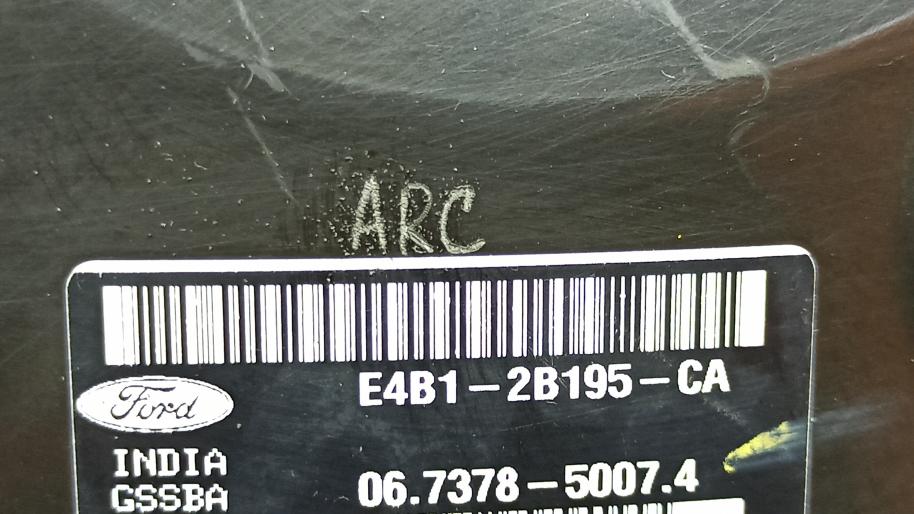 ARC
E4B1-2B195-CA
Ford
INDIA
GSSBA
06.7378-5007.4